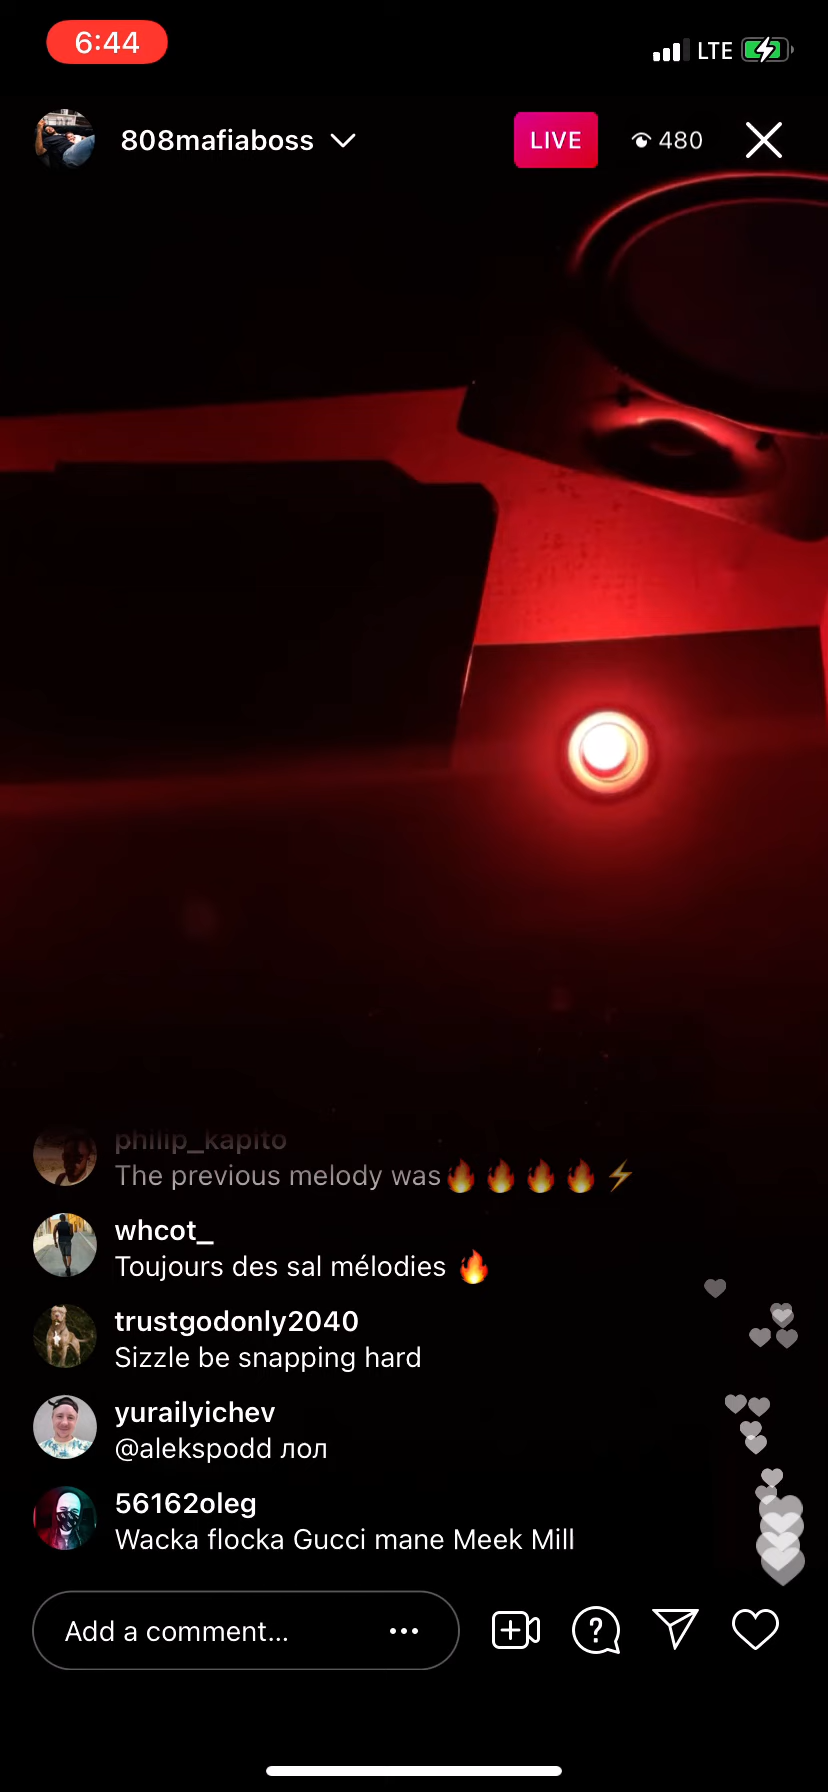 6:44
LTE
808mafiaboss
LIVE
480
philip_kapito
The previous melody was🔥🔥🔥🔥⚡
whcot_
Toujours des sal mélodies 🔥
trustgodonly2040
Sizzle be snapping hard
yurailyichev
@alekspodd лол
56162oleg
Wacka flocka Gucci mane Meek Mill
Add a comment...